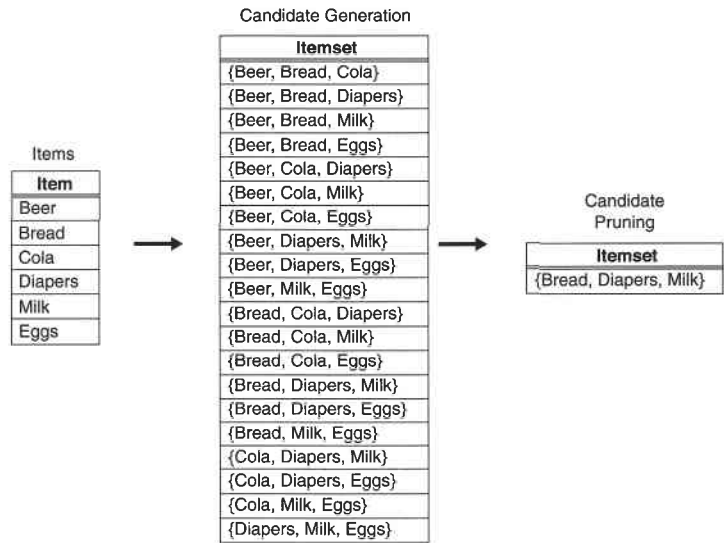 Candidate Generation
Itemset
{Beer, Bread, Cola}
{Beer, Bread, Diapers}
{Beer, Bread, Milk}
{Beer, Bread, Eggs}
{Beer, Cola, Diapers}
{Beer, Cola, Milk}
{Beer, Cola, Eggs}
{Beer, Diapers, Milk}
{Beer, Diapers, Eggs}
{Beer, Milk, Eggs}
{Bread, Cola, Diapers}
{Bread, Cola, Milk}
{Bread, Cola, Eggs}
{Bread, Diapers, Milk}
{Bread, Diapers, Eggs}
{Bread, Milk, Eggs}
{Cola, Diapers, Milk}
{Cola, Diapers, Eggs}
{Cola, Milk, Eggs}
{Diapers, Milk, Eggs}
Items
Item
Beer
Bread
Cola
Diapers
Milk
Eggs
Candidate
Pruning
Itemset
{Bread, Diapers, Milk}